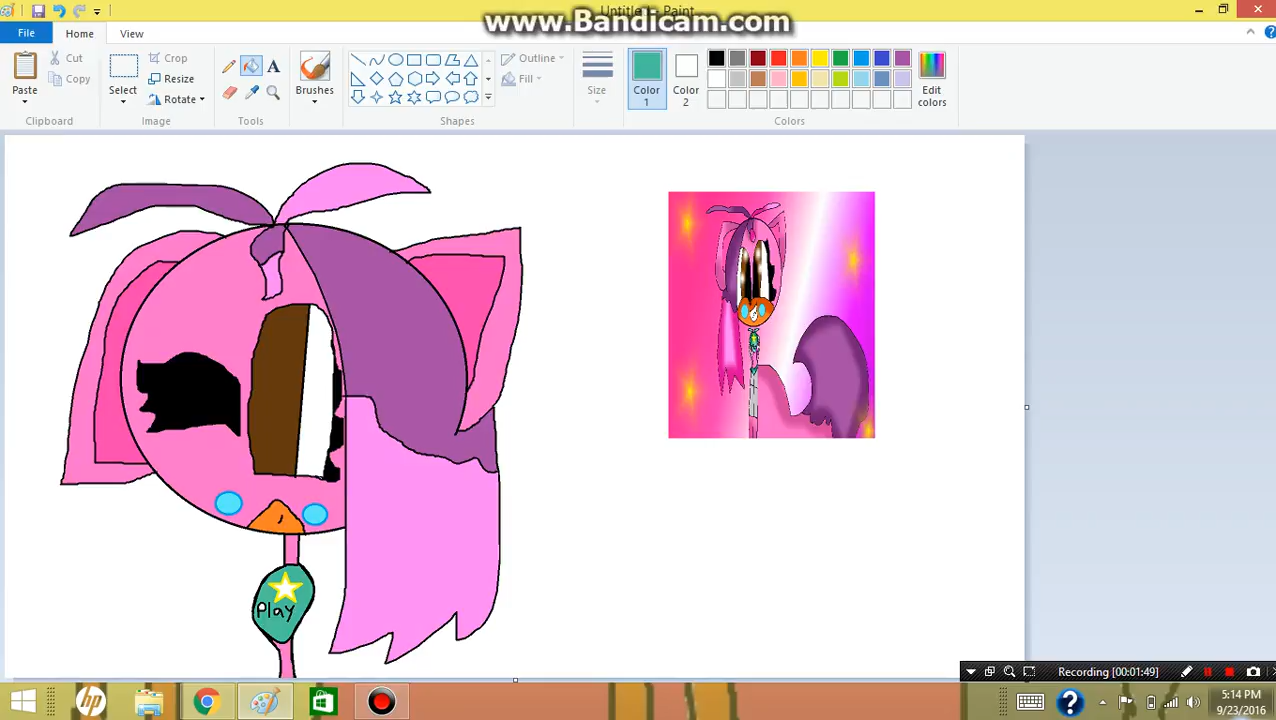 Untitled - Paint
www.Bandicam.com
File
Home
View
Paste
Cut
Copy
Clipboard
Select
Crop
Resize
Rotate
Image
A
Tools
Brushes
Outline
Fill
Shapes
Size
Color 1
Color 2
Edit colors
Colors
Play
Recording [00:01:49]
hp
?
5:14 PM
9/23/2016